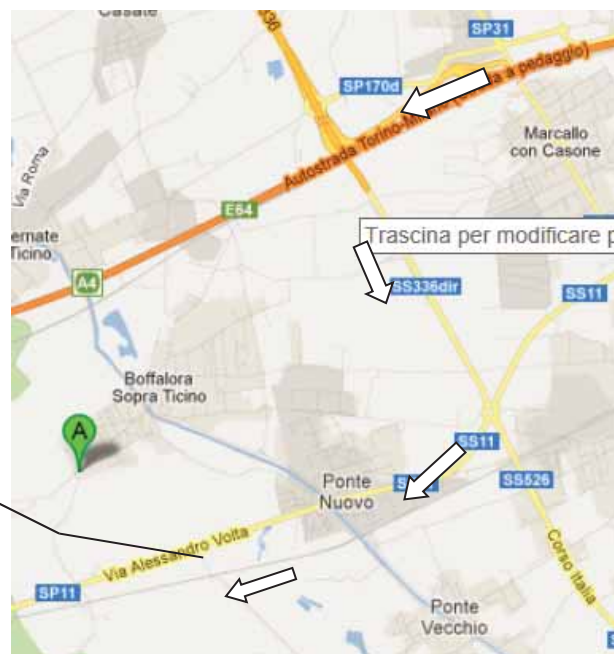 Casate
SP31
SP170d
Autostrada Torino-
a pedaggio)
Marcallo
con Casone
Via Roma
E64
ernate
Ticino
Trascina per modificare p
A4
SS336dir
SS11
Boffalora
Sopra Ticino
A
SS11
Ponte
Nuovo
SS526
Via Alessandro Volta
Corso Italia
SP11
Ponte
Vecchio